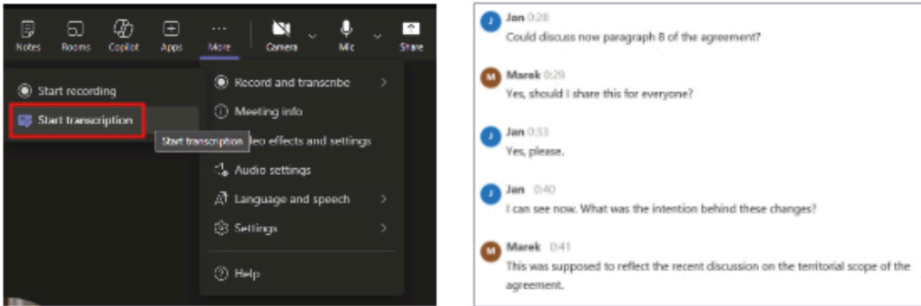 Notes Rooms Copilot Apps More Camera Mic Share
Start recording
Start transcription
Start transcription
Record and transcribe
Meeting info
deo effects and settings
Audio settings
Language and speech
Settings
Help
J Jan 0:28
Could discuss now paragraph 8 of the agreement?
M Marek 0:29
Yes, should I share this for everyone?
J Jan 0:33
Yes, please.
J Jan 0:40
I can see now. What was the intention behind these changes?
M Marek 0:41
This was supposed to reflect the recent discussion on the territorial scope of the
agreement.